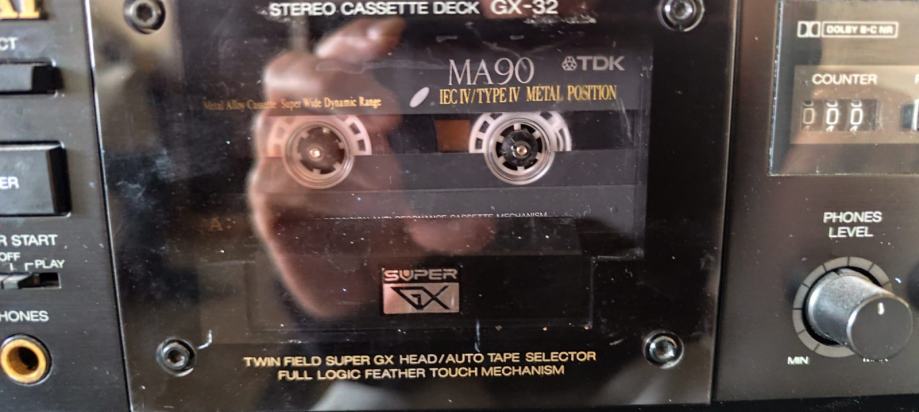 STEREO CASSETTE DECK GX-32
DOLBY B-C NR
CT
MA90 TDK
COUNTER
Metal Alloy Cassette Super Wide Dynamic Range
IEC IV/TYPE IV METAL POSITION
0 0 0
ER
A
CASSETTE MECHANISM
PHONES
LEVEL
R START
OFF
PLAY
SUPER
GX
HONES
MIN
TWIN FIELD SUPER GX HEAD/AUTO TAPE SELECTOR
FULL LOGIC FEATHER TOUCH MECHANISM